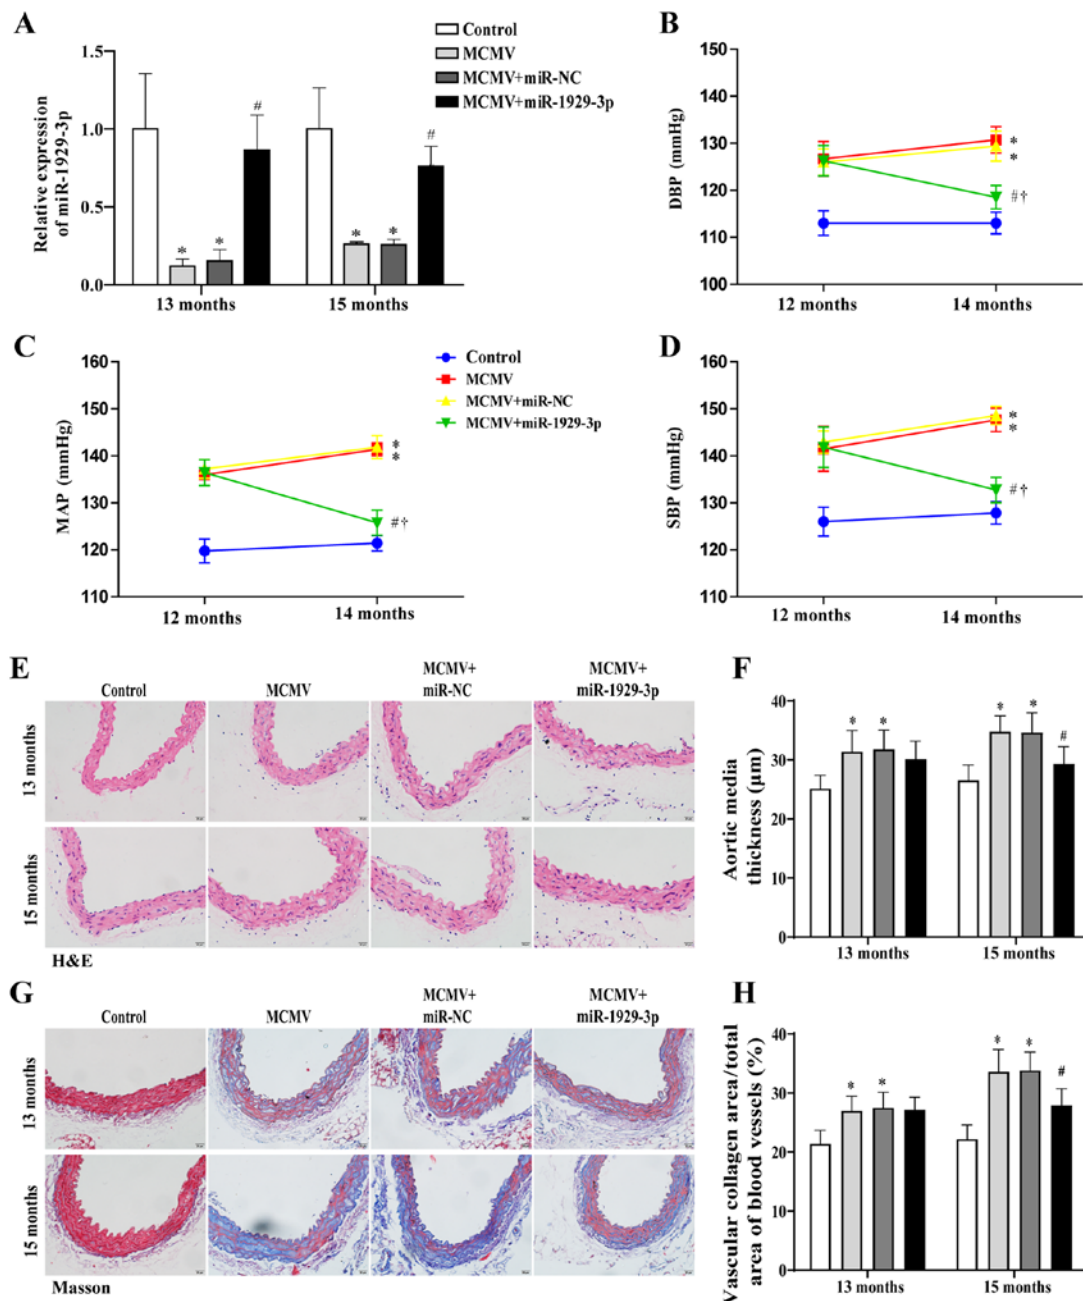 A
Control
MCMV
MCMV+miR-NC
MCMV+miR-1929-3p
Relative expression
of miR-1929-3p
1.5
1.0
0.5
0.0
#
#
* *
* *
13 months
15 months
B
DBP (mmHg)
150
140
130
120
110
100
*
*
#†
12 months
14 months
C
MAP (mmHg)
160
150
140
130
120
110
Control
MCMV
MCMV+miR-NC
MCMV+miR-1929-3p
*
*
#†
12 months
14 months
D
SBP (mmHg)
160
150
140
130
120
110
*
*
#†
12 months
14 months
E
Control
MCMV
MCMV+
miR-NC
MCMV+
miR-1929-3p
13 months
15 months
H&E
F
Aortic media
thickness (μm)
40
30
20
10
0
* *
* *
#
13 months
15 months
G
Control
MCMV
MCMV+
miR-NC
MCMV+
miR-1929-3p
13 months
15 months
Masson
H
Vascular collagen area/total
area of blood vessels (%)
40
30
20
10
0
* *
* *
#
13 months
15 months